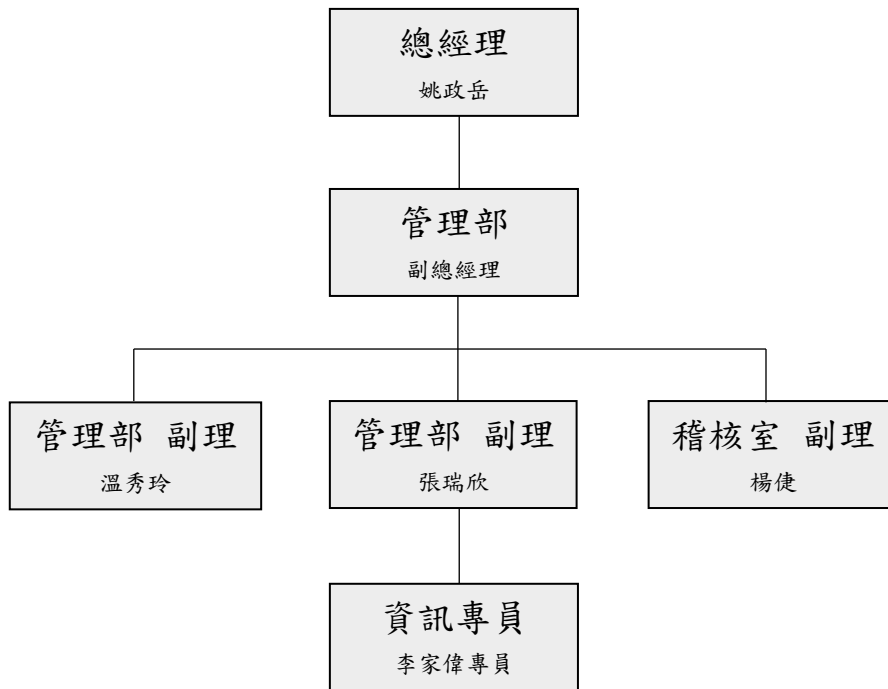 總經理
姚政岳
管理部
副總經理
管理部 副理
溫秀玲
管理部 副理
張瑞欣
稽核室 副理
楊倢
資訊專員
李家偉專員